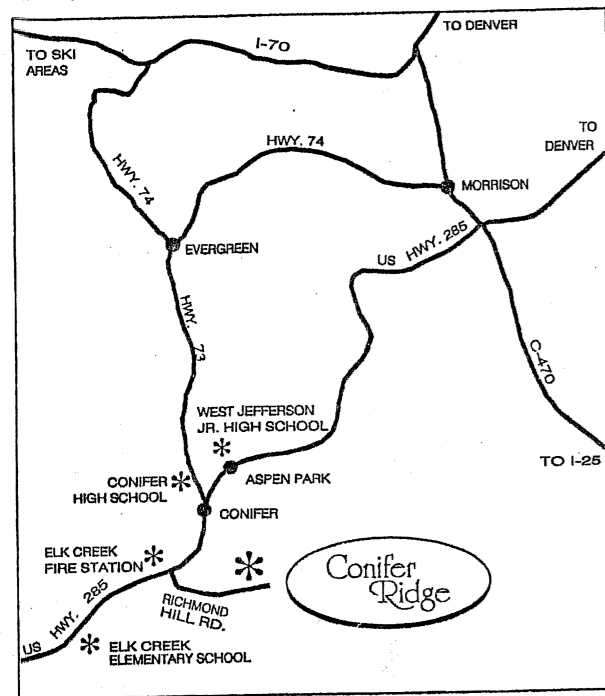 TO DENVER
I-70
TO SKI
AREAS
TO
DENVER
HWY. 74
HWY. 74
MORRISON
EVERGREEN
US HWY. 285
HWY. 73
C-470
WEST JEFFERSON
JR. HIGH SCHOOL
TO I-25
CONIFER
HIGH SCHOOL
ASPEN PARK
CONIFER
ELK CREEK
FIRE STATION
Conifer
Ridge
RICHMOND
HILL RD.
US HWY. 285
ELK CREEK
ELEMENTARY SCHOOL